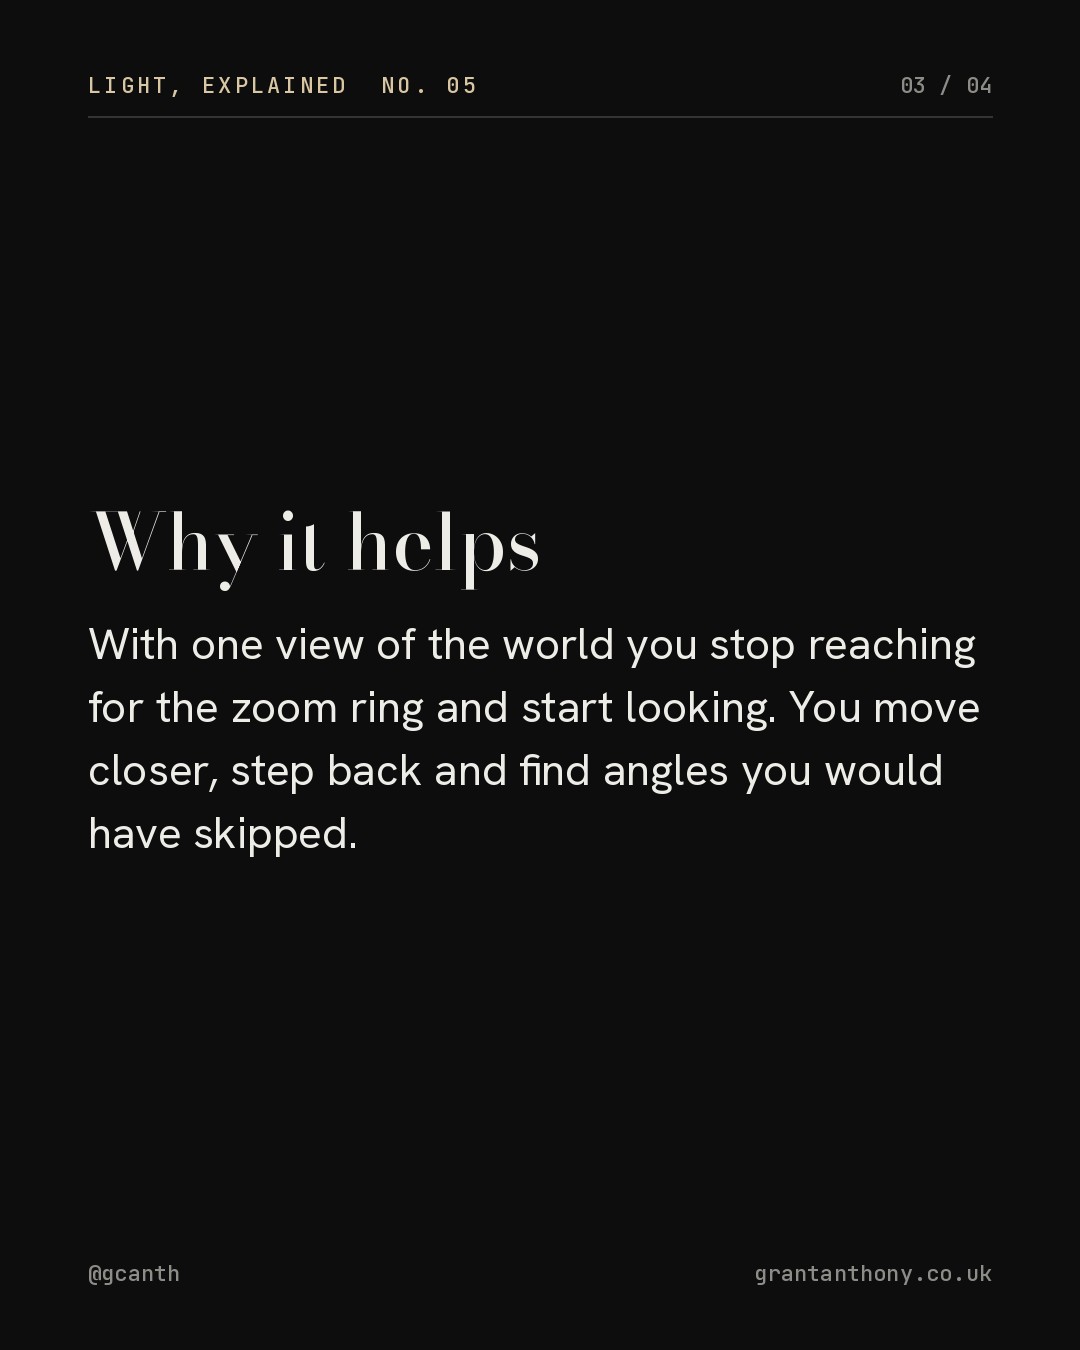 LIGHT, EXPLAINED  NO. 05
03 / 04
Why it helps
With one view of the world you stop reaching
for the zoom ring and start looking. You move
closer, step back and find angles you would
have skipped.
@gcanth
grantanthony.co.uk